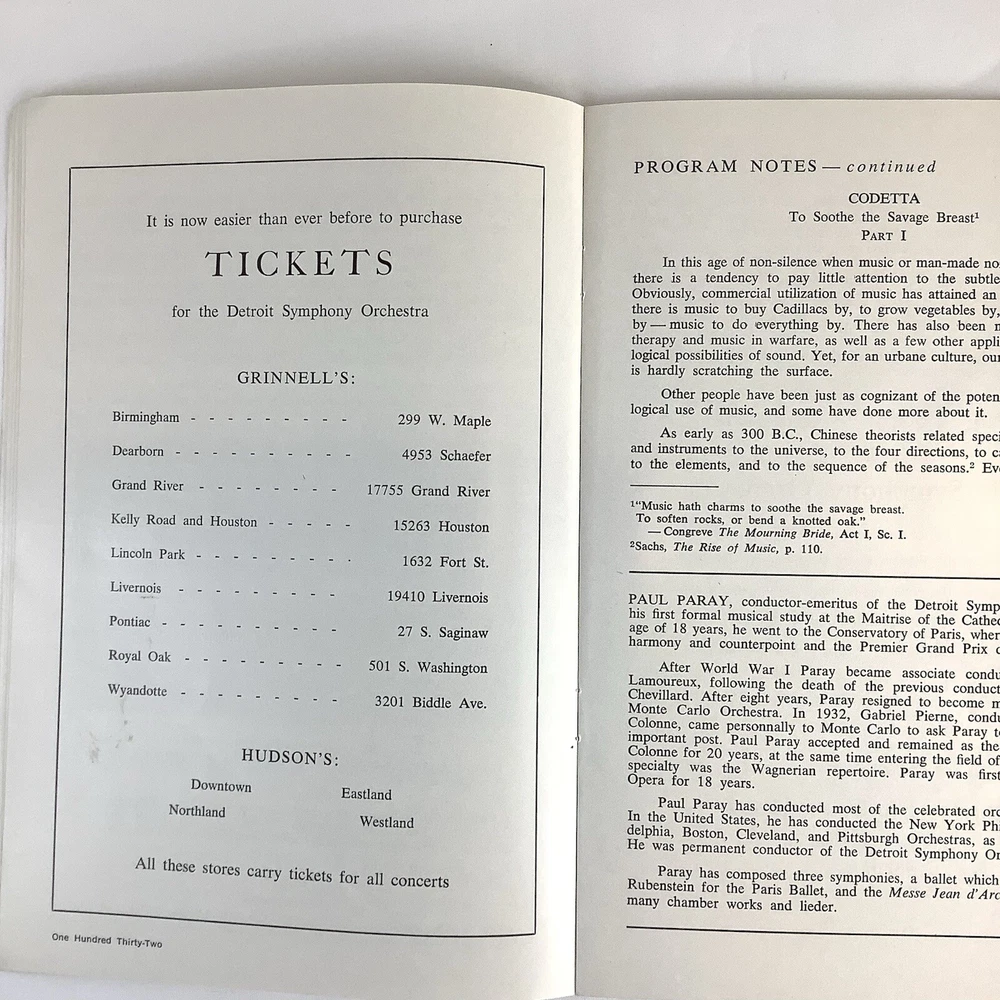 It is now easier than ever before to purchase
TICKETS
for the Detroit Symphony Orchestra
GRINNELL'S:
Birmingham - - - - - - - - - 299 W. Maple
Dearborn - - - - - - - - - - 4953 Schaefer
Grand River - - - - - - - - 17755 Grand River
Kelly Road and Houston - - - - 15263 Houston
Lincoln Park - - - - - - - - - 1632 Fort St.
Livernois - - - - - - - - - 19410 Livernois
Pontiac - - - - - - - - - - 27 S. Saginaw
Royal Oak - - - - - - - - - 501 S. Washington
Wyandotte - - - - - - - - - 3201 Biddle Ave.
HUDSON'S:
Downtown Eastland
Northland Westland
All these stores carry tickets for all concerts
One Hundred Thirty-Two
PROGRAM NOTES — continued
CODETTA
To Soothe the Savage Breast¹
PART I
In this age of non-silence when music or man-made
there is a tendency to pay little attention to the subtle
Obviously, commercial utilization of music has attained an
there is music to buy Cadillacs by, to grow vegetables by,
by — music to do everything by. There has also been
therapy and music in warfare, as well as a few other
logical possibilities of sound. Yet, for an urbane culture, our
is hardly scratching the surface.
Other people have been just as cognizant of the
logical use of music, and some have done more about it.
As early as 300 B.C., Chinese theorists related
and instruments to the universe, to the four directions, to
to the elements, and to the sequence of the seasons.²
¹"Music hath charms to soothe the savage breast.
To soften rocks, or bend a knotted oak."
— Congreve The Mourning Bride, Act I, Sc. I.
²Sachs, The Rise of Music, p. 110.
PAUL PARAY, conductor-emeritus of the Detroit
his first formal musical study at the Maitrise of the
age of 18 years, he went to the Conservatory of Paris,
harmony and counterpoint and the Premier Grand Prix
After World War I Paray became associate
Lamoureux, following the death of the previous
Chevillard. After eight years, Paray resigned to become
Monte Carlo Orchestra. In 1932, Gabriel Pierne,
Colonne, came personnally to Monte Carlo to ask Paray
important post. Paul Paray accepted and remained as the
Colonne for 20 years, at the same time entering the field of
specialty was the Wagnerian repertoire. Paray was first
Opera for 18 years.
Paul Paray has conducted most of the celebrated
In the United States, he has conducted the New York
delphia, Boston, Cleveland, and Pittsburgh Orchestras, as
He was permanent conductor of the Detroit Symphony
Paray has composed three symphonies, a ballet which
Rubenstein for the Paris Ballet, and the Messe Jean d'Arc
many chamber works and lieder.